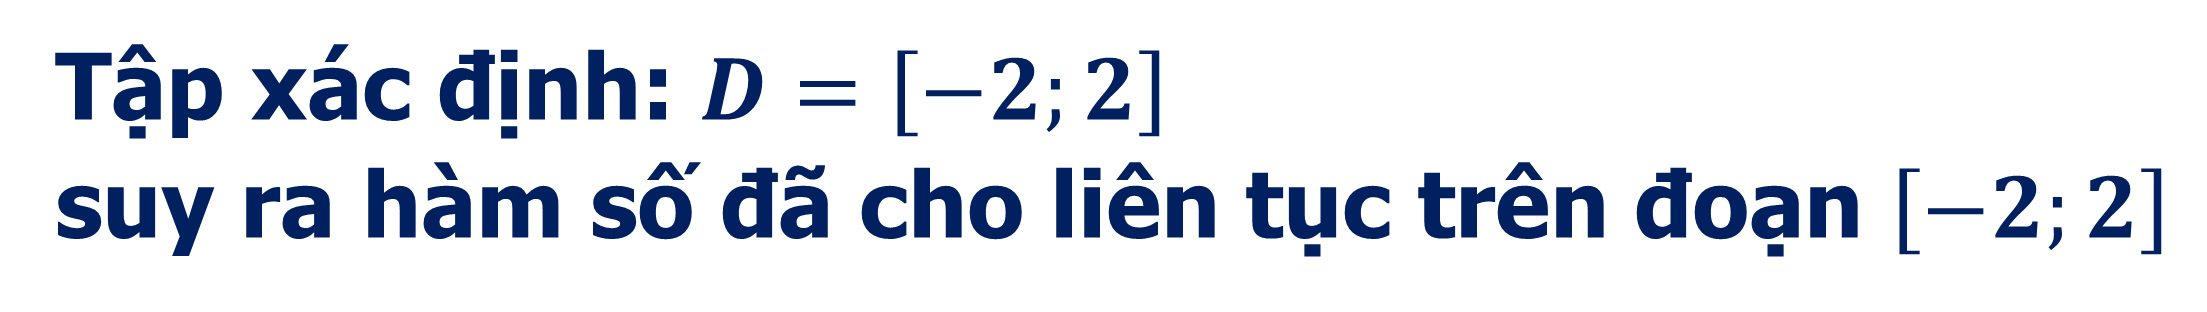 Tập xác định: D = [−2; 2]
suy ra hàm số đã cho liên tục trên đoạn [−2; 2]